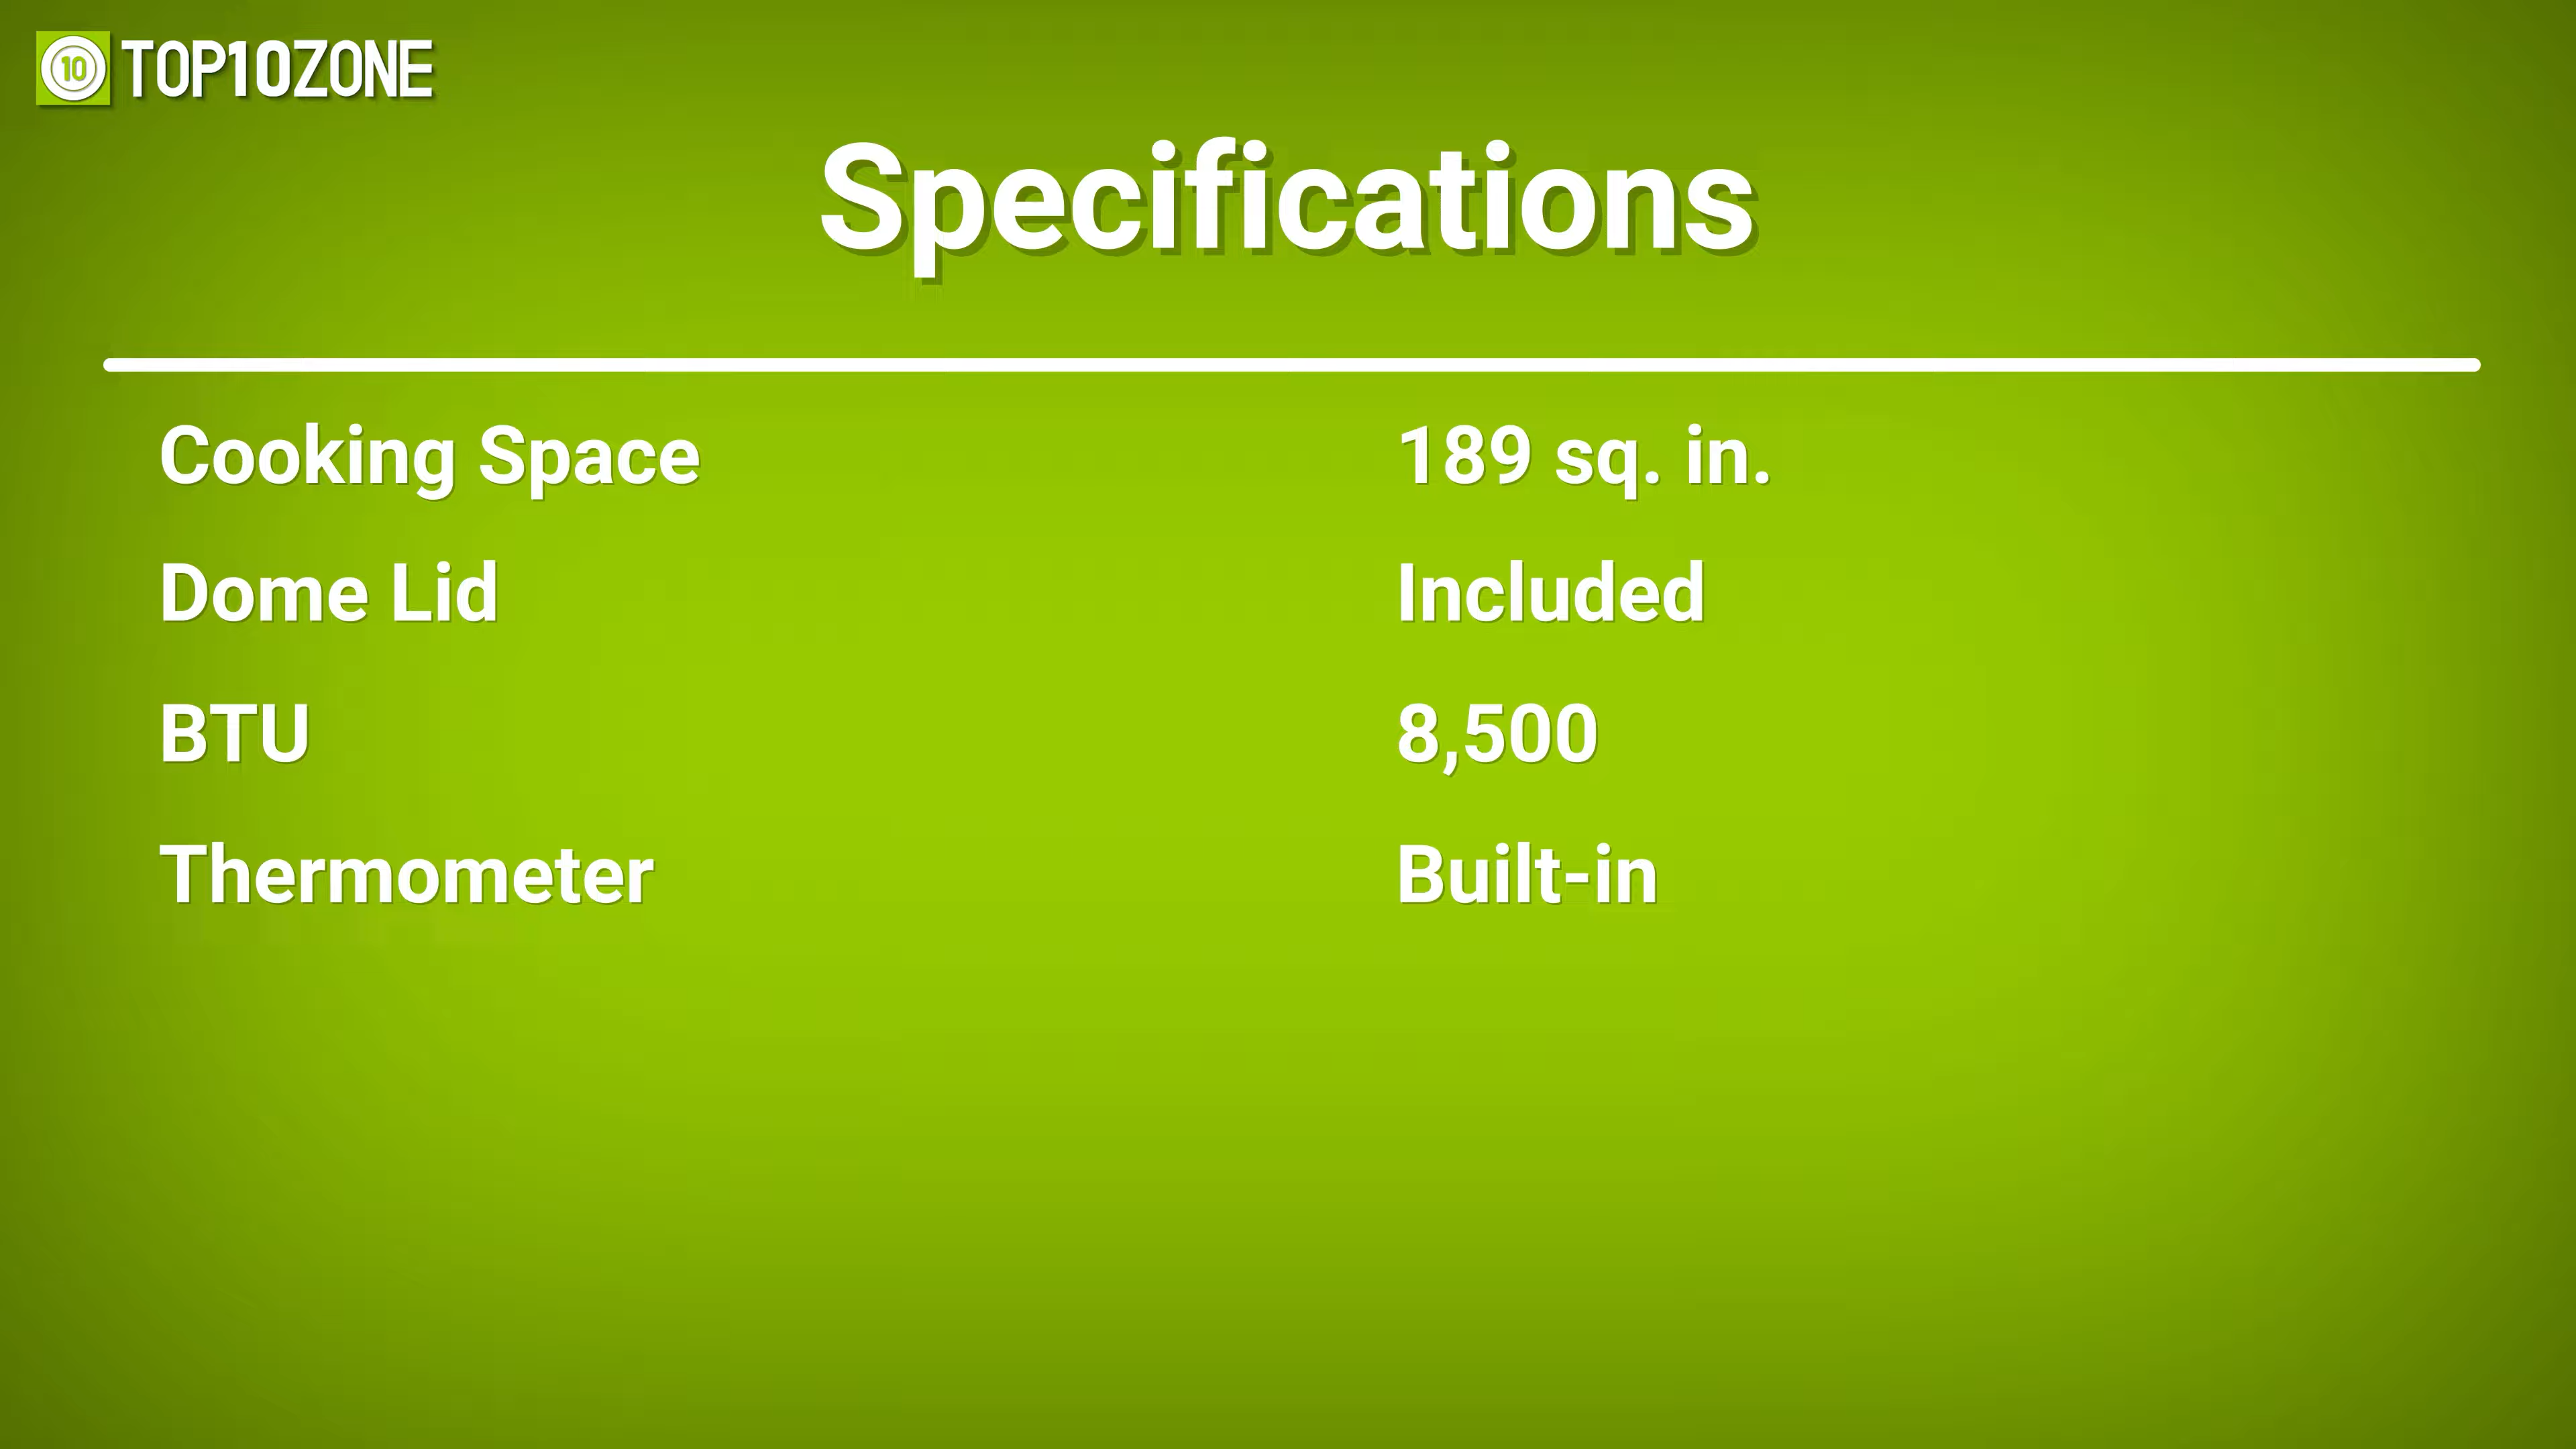 10 TOP10ZONE
Specifications
Cooking Space 189 sq. in.
Dome Lid Included
BTU 8,500
Thermometer Built-in